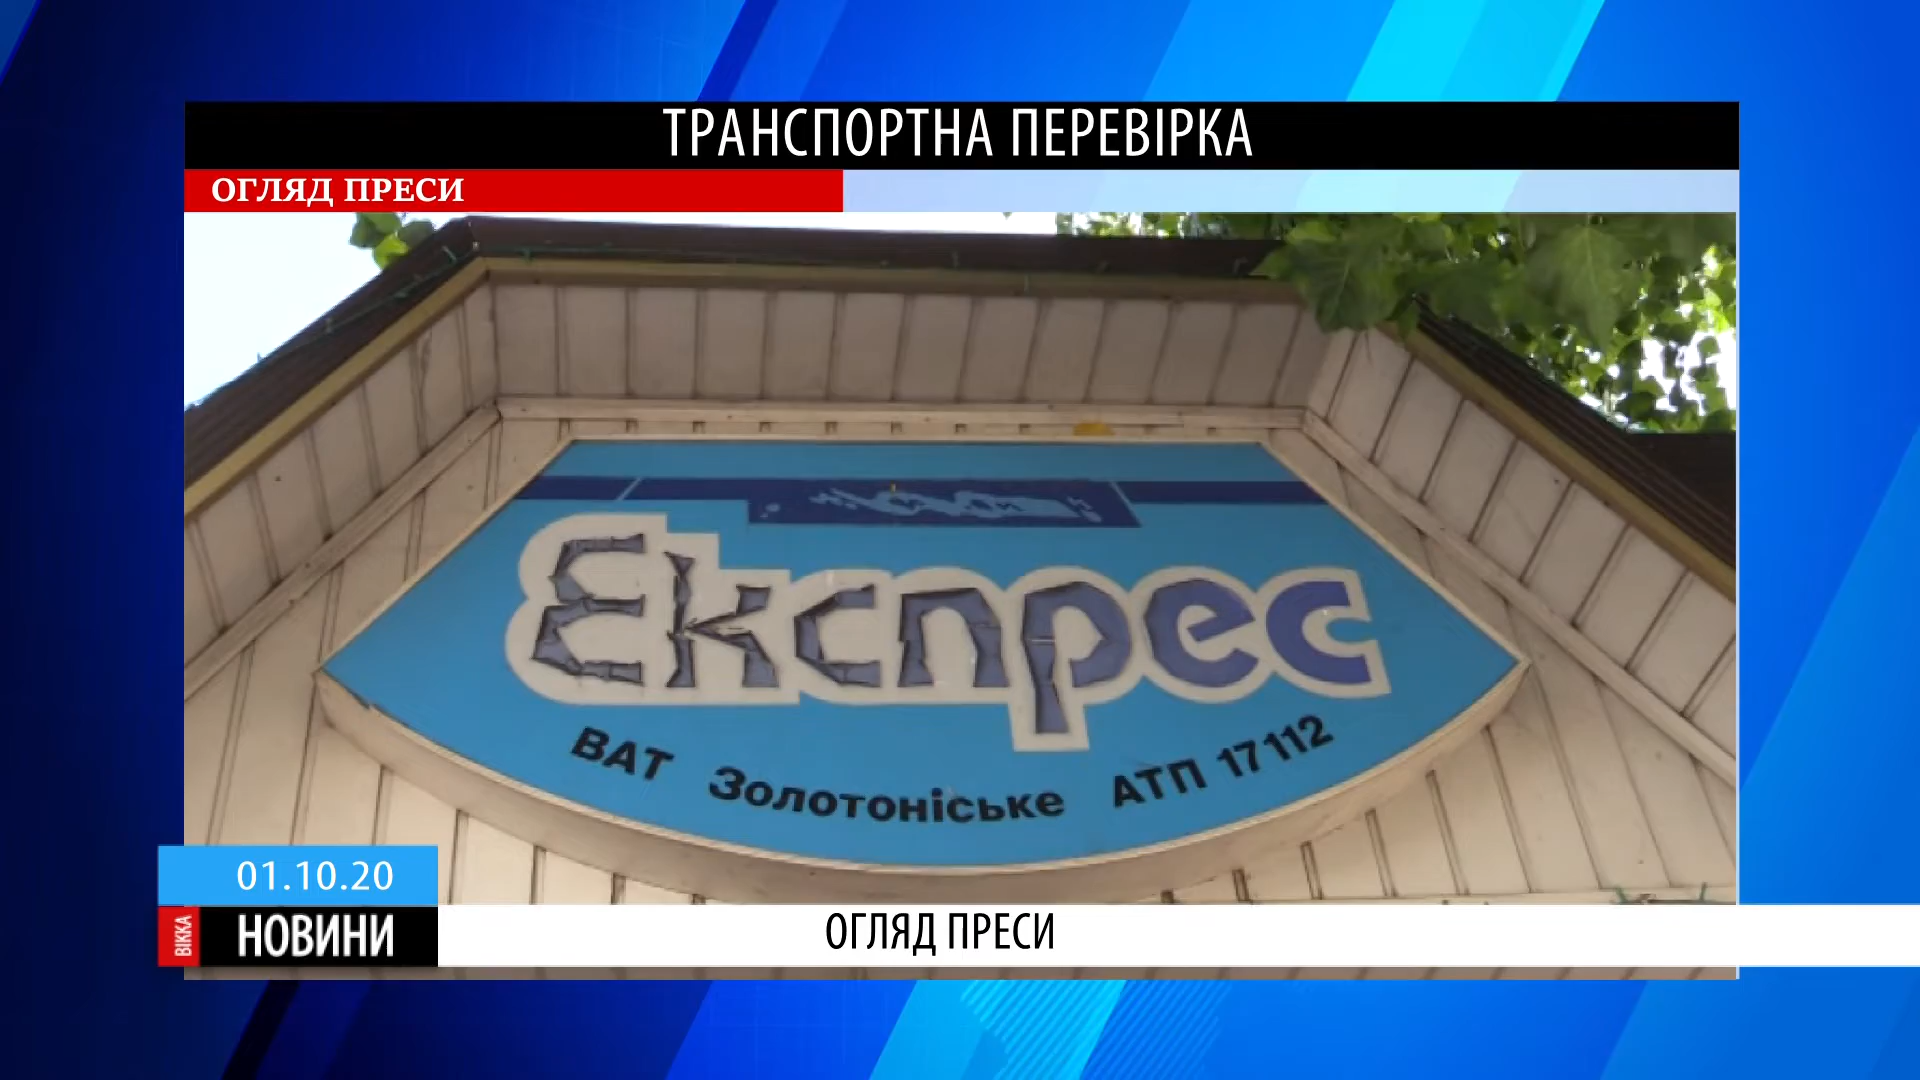 ТРАНСПОРТНА ПЕРЕВІРКА
ОГЛЯД ПРЕСИ
Експрес
ВАТ Золотоніське АТП 17112
01.10.20
ВІККА
НОВИНИ
ОГЛЯД ПРЕСИ